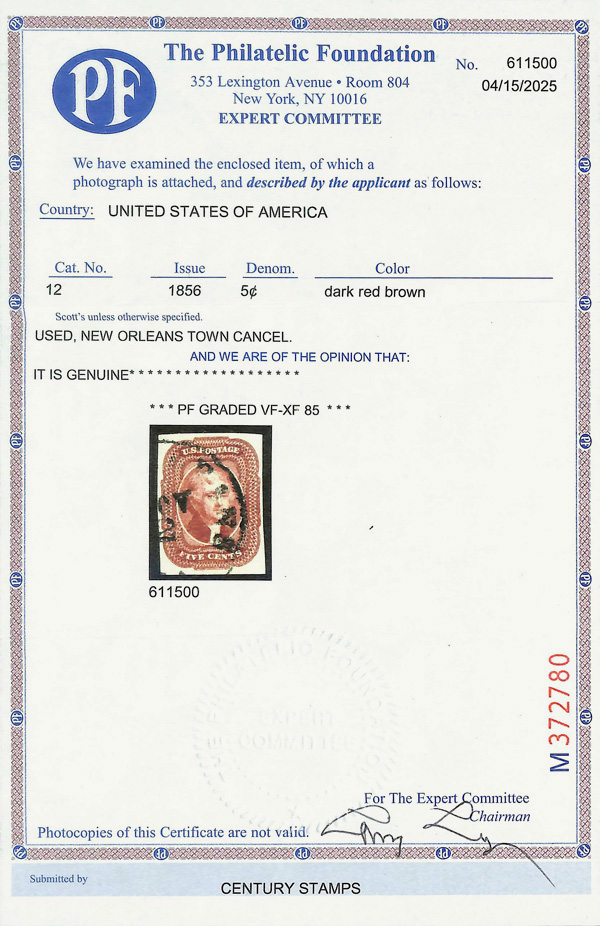 PF
The Philatelic Foundation
No. 611500
353 Lexington Avenue • Room 804
04/15/2025
New York, NY 10016
EXPERT COMMITTEE
We have examined the enclosed item, of which a
photograph is attached, and described by the applicant as follows:
Country: UNITED STATES OF AMERICA
Cat. No. Issue Denom. Color
12 1856 5¢ dark red brown
Scott's unless otherwise specified.
USED, NEW ORLEANS TOWN CANCEL.
AND WE ARE OF THE OPINION THAT:
IT IS GENUINE* * * * * * * * * * * * * * * * * * *
* * * PF GRADED VF-XF 85 * * *
U.S. POSTAGE
FIVE CENTS
611500
M 372780
PHILATELIC FOUNDATION
EXPERT
COMMITTEE
For The Expert Committee
Chairman
Photocopies of this Certificate are not valid.
Submitted by
CENTURY STAMPS